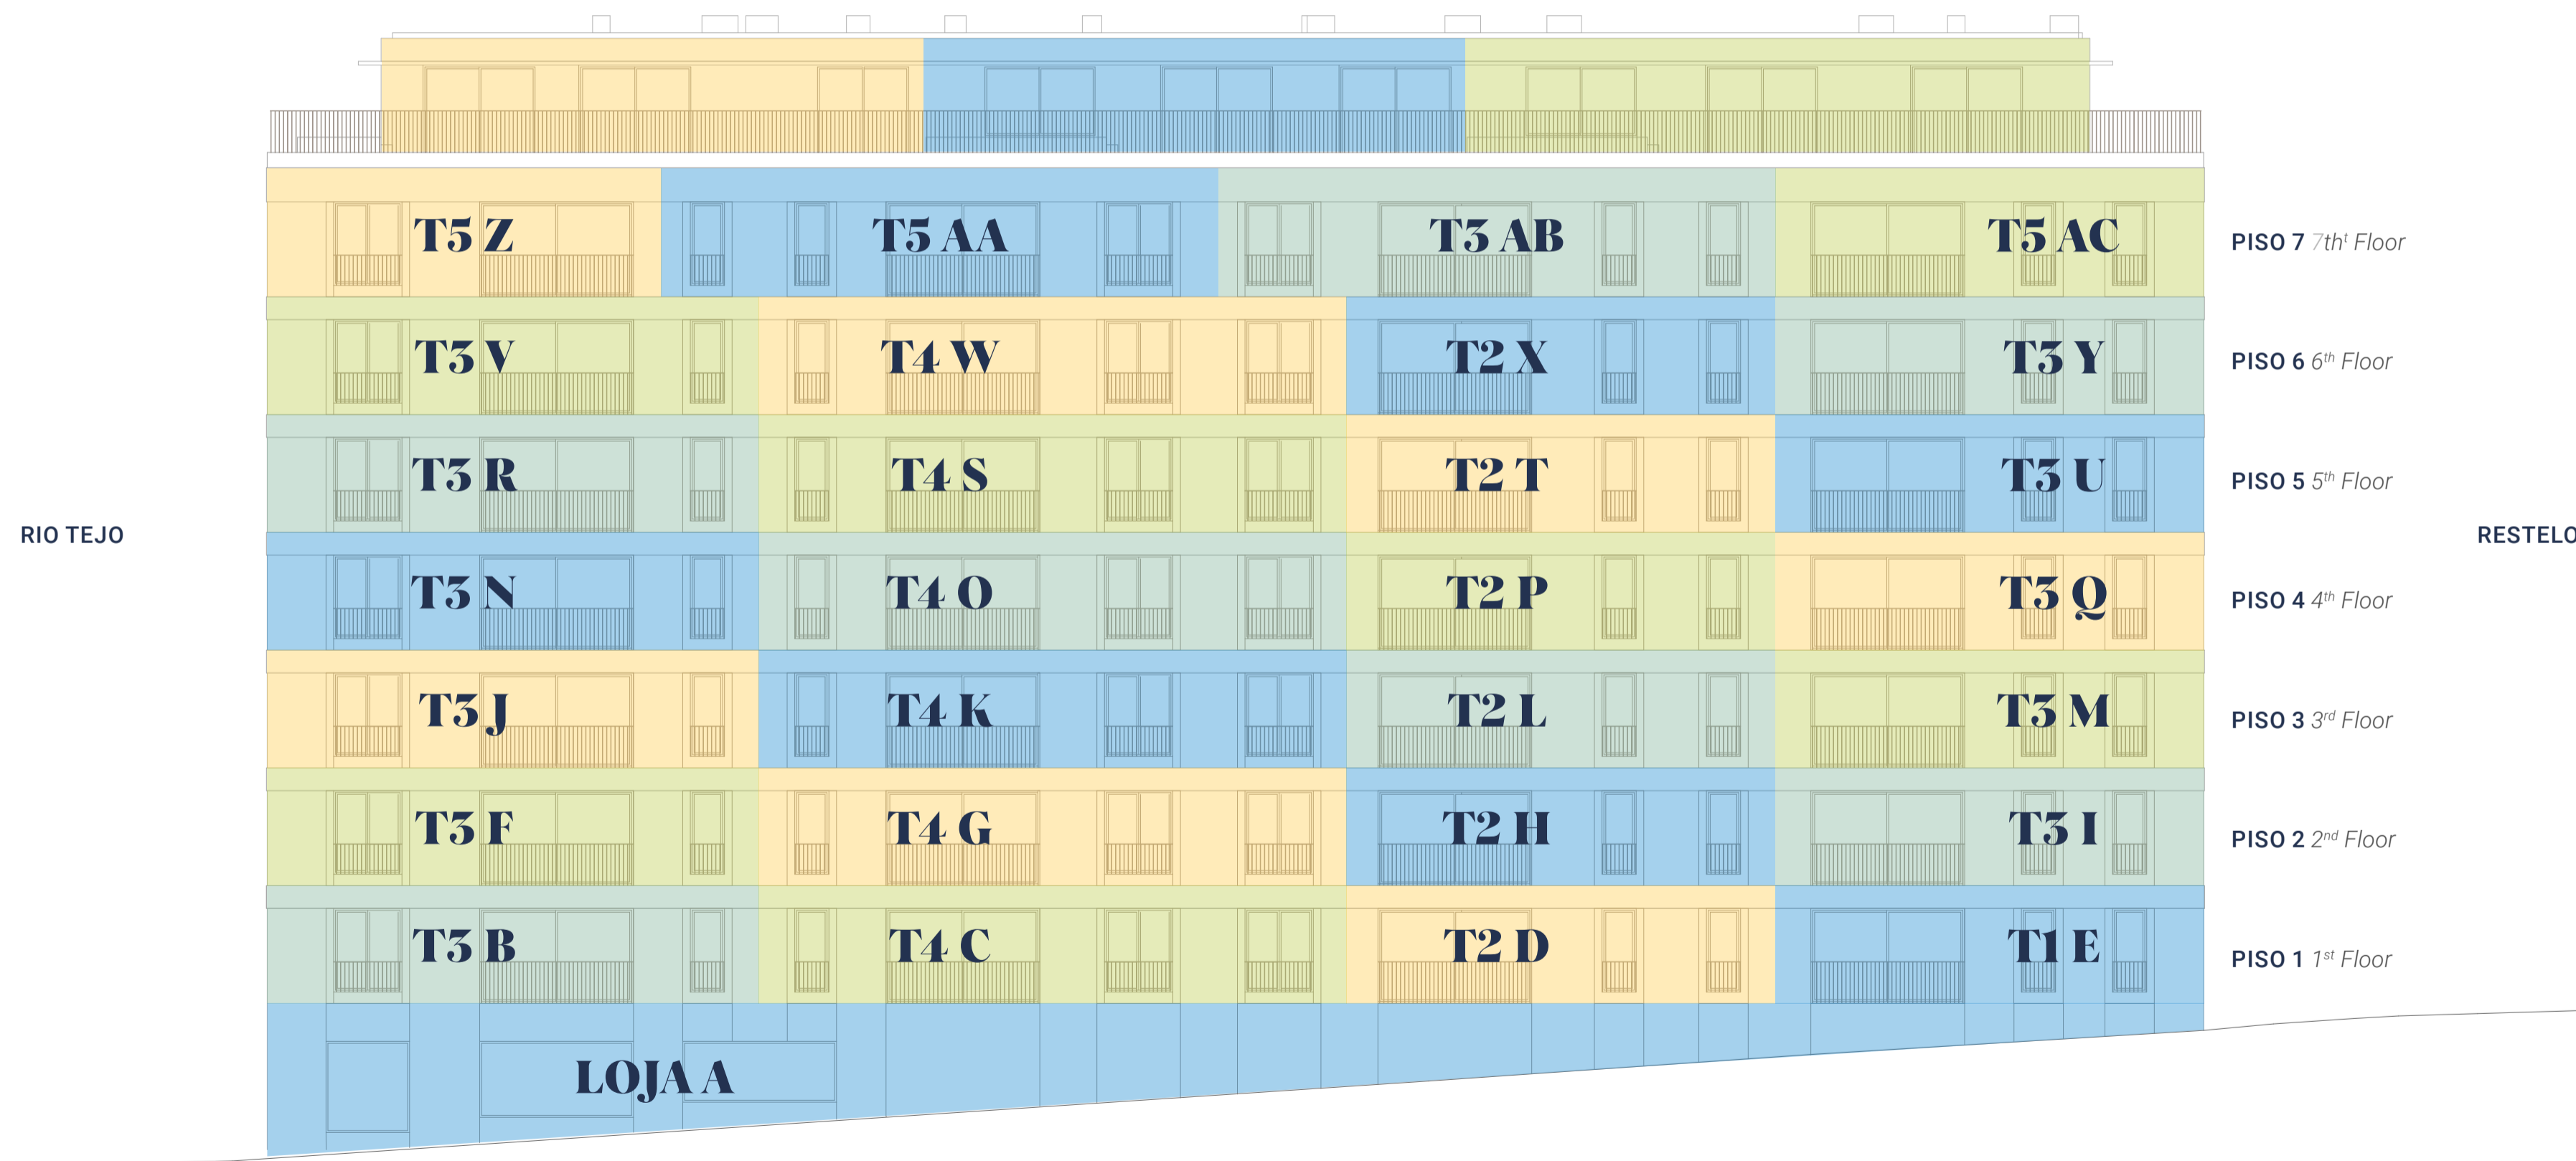 T5 Z T5 AA T3 AB T5 AC PISO 7 7thᵗ Floor
T3 V T4 W T2 X T3 Y PISO 6 6th Floor
T3 R T4 S T2 T T3 U PISO 5 5th Floor
RIO TEJO RESTELO
T3 N T4 O T2 P T3 Q PISO 4 4th Floor
T3 J T4 K T2 L T3 M PISO 3 3rd Floor
T3 F T4 G T2 H T3 I PISO 2 2nd Floor
T3 B T4 C T2 D T1 E PISO 1 1st Floor
LOJA A